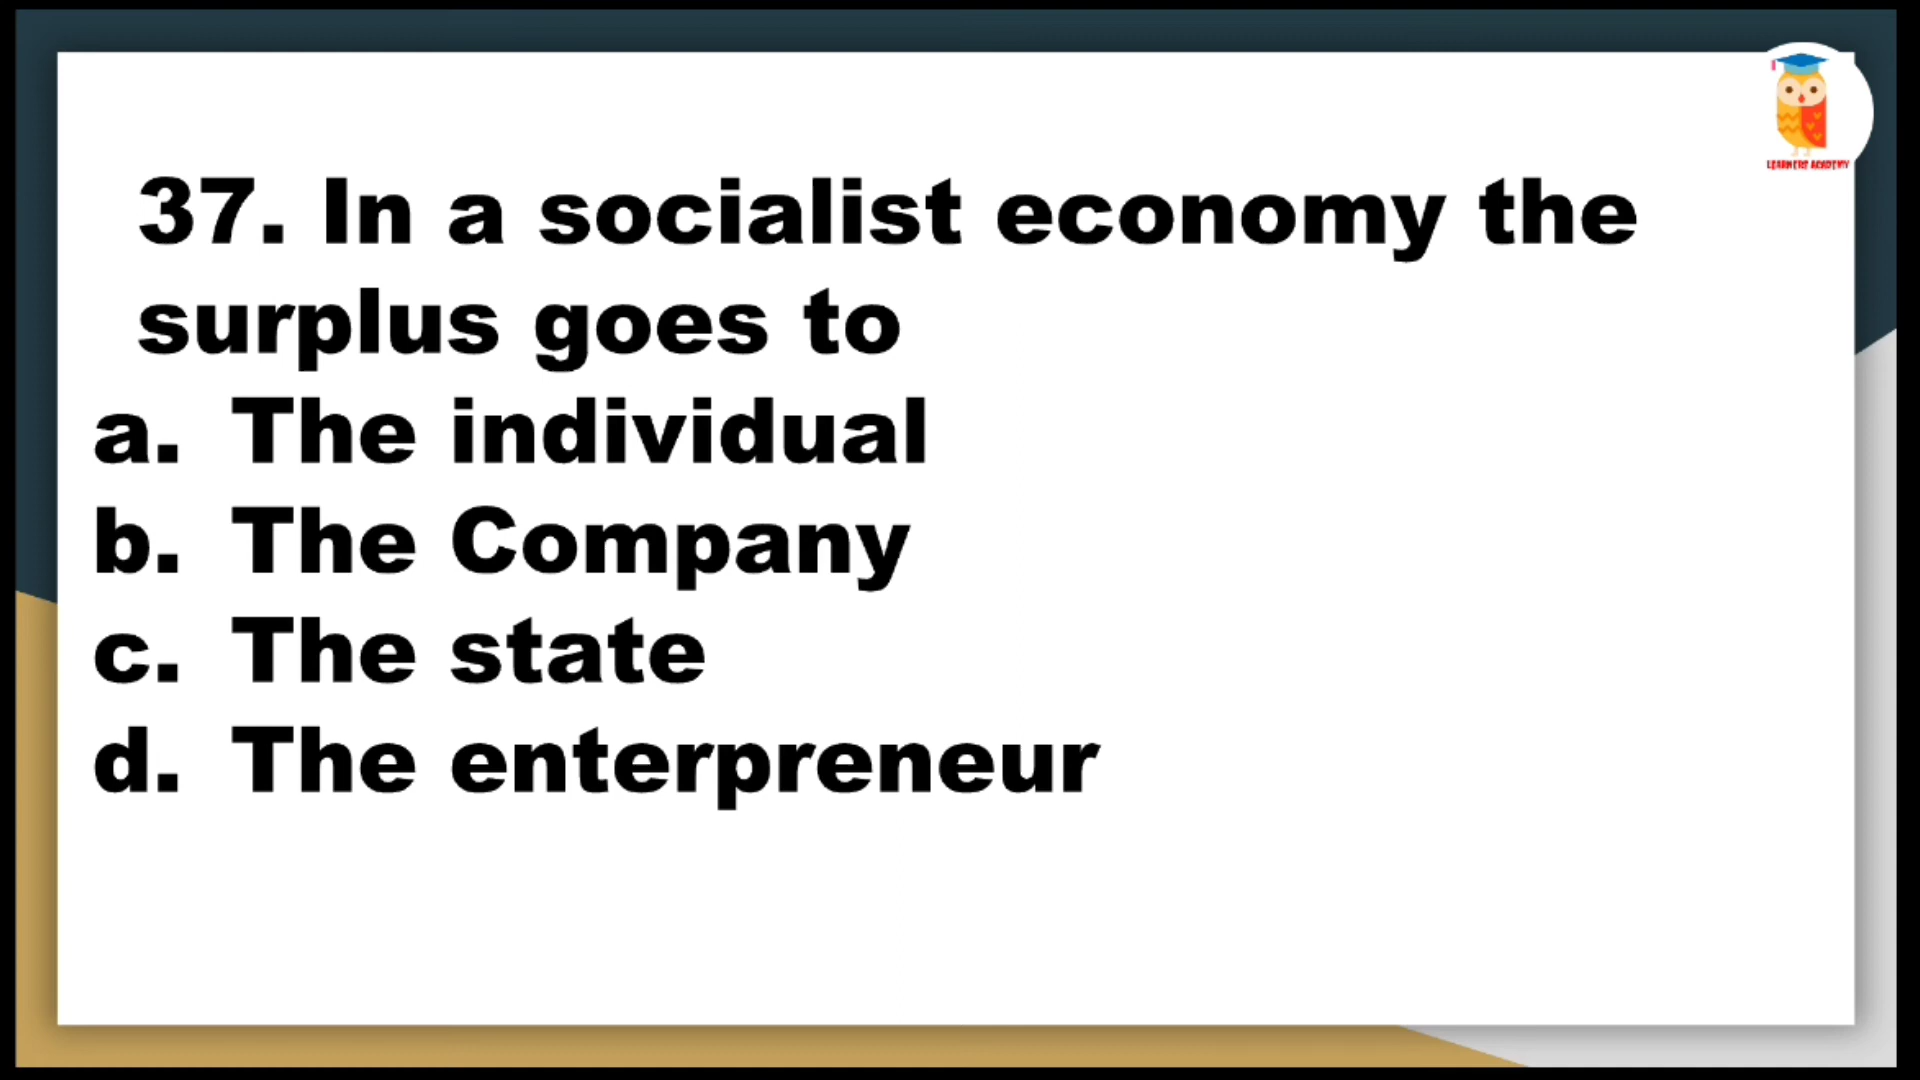 LEARNERS ACADEMY
37. In a socialist economy the
surplus goes to
a. The individual
b. The Company
c. The state
d. The enterpreneur